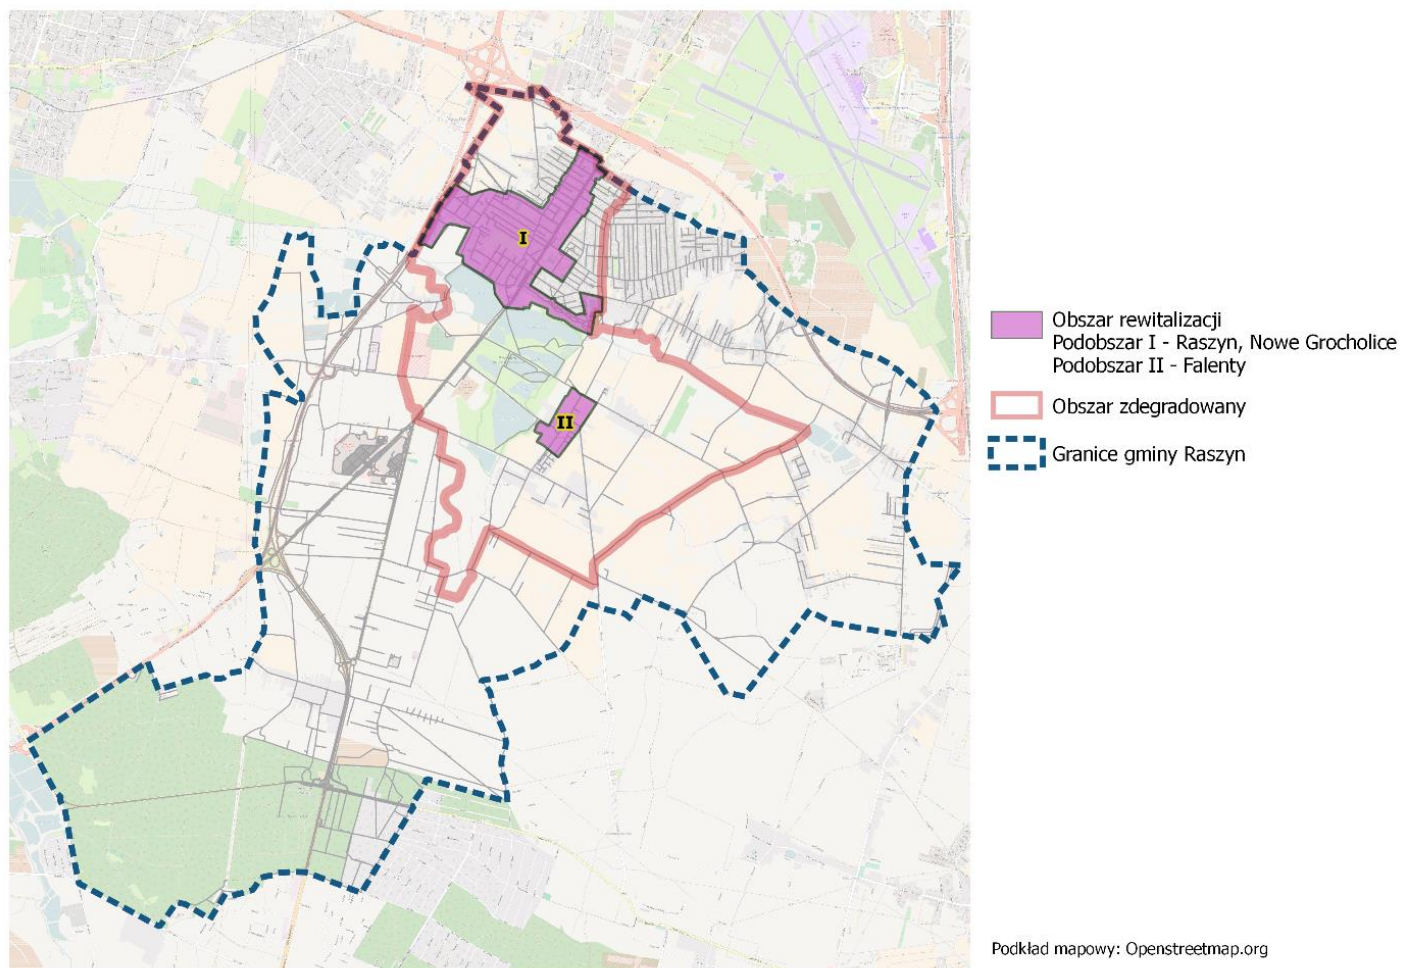 I
II
Obszar rewitalizacji
Podobszar I - Raszyn, Nowe Grocholice
Podobszar II - Falenty
Obszar zdegradowany
Granice gminy Raszyn
Podkład mapowy: Openstreetmap.org